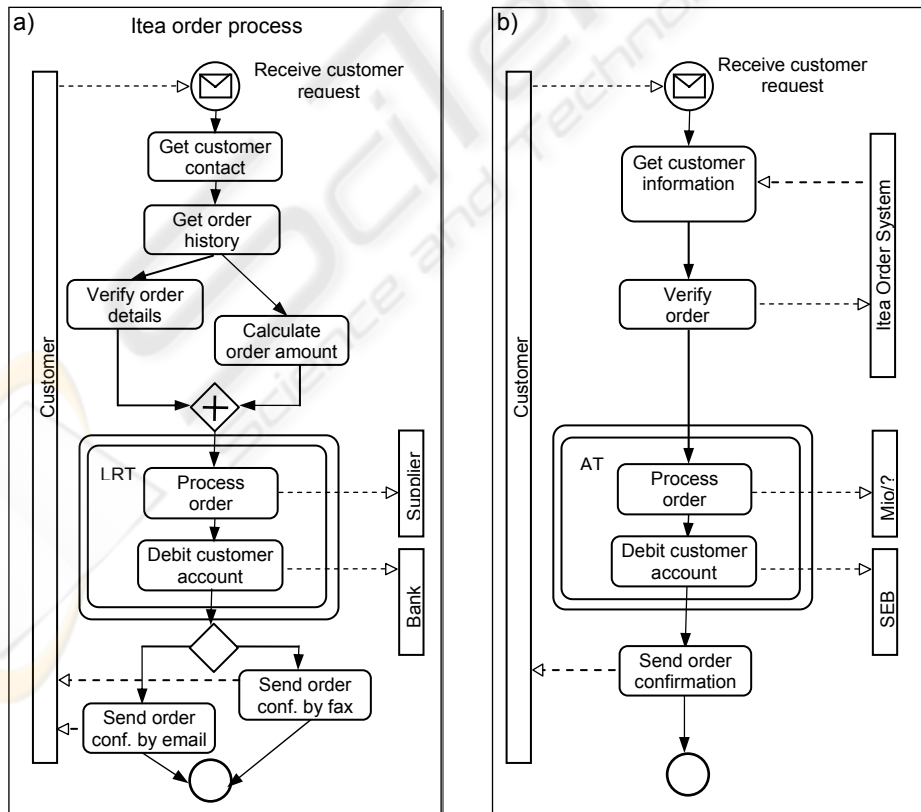 a)
Itea order process
Receive customer
request
Get customer
contact
Get order
history
Verify order
details
Calculate
order amount
Customer
LRT
Process
order
Supplier
Debit customer
account
Bank
Send order
conf. by fax
Send order
conf. by email
b)
Receive customer
request
Get customer
information
Itea Order System
Verify
order
Customer
AT
Process
order
Mio/?
Debit customer
account
SEB
Send order
confirmation
Science and Technolo